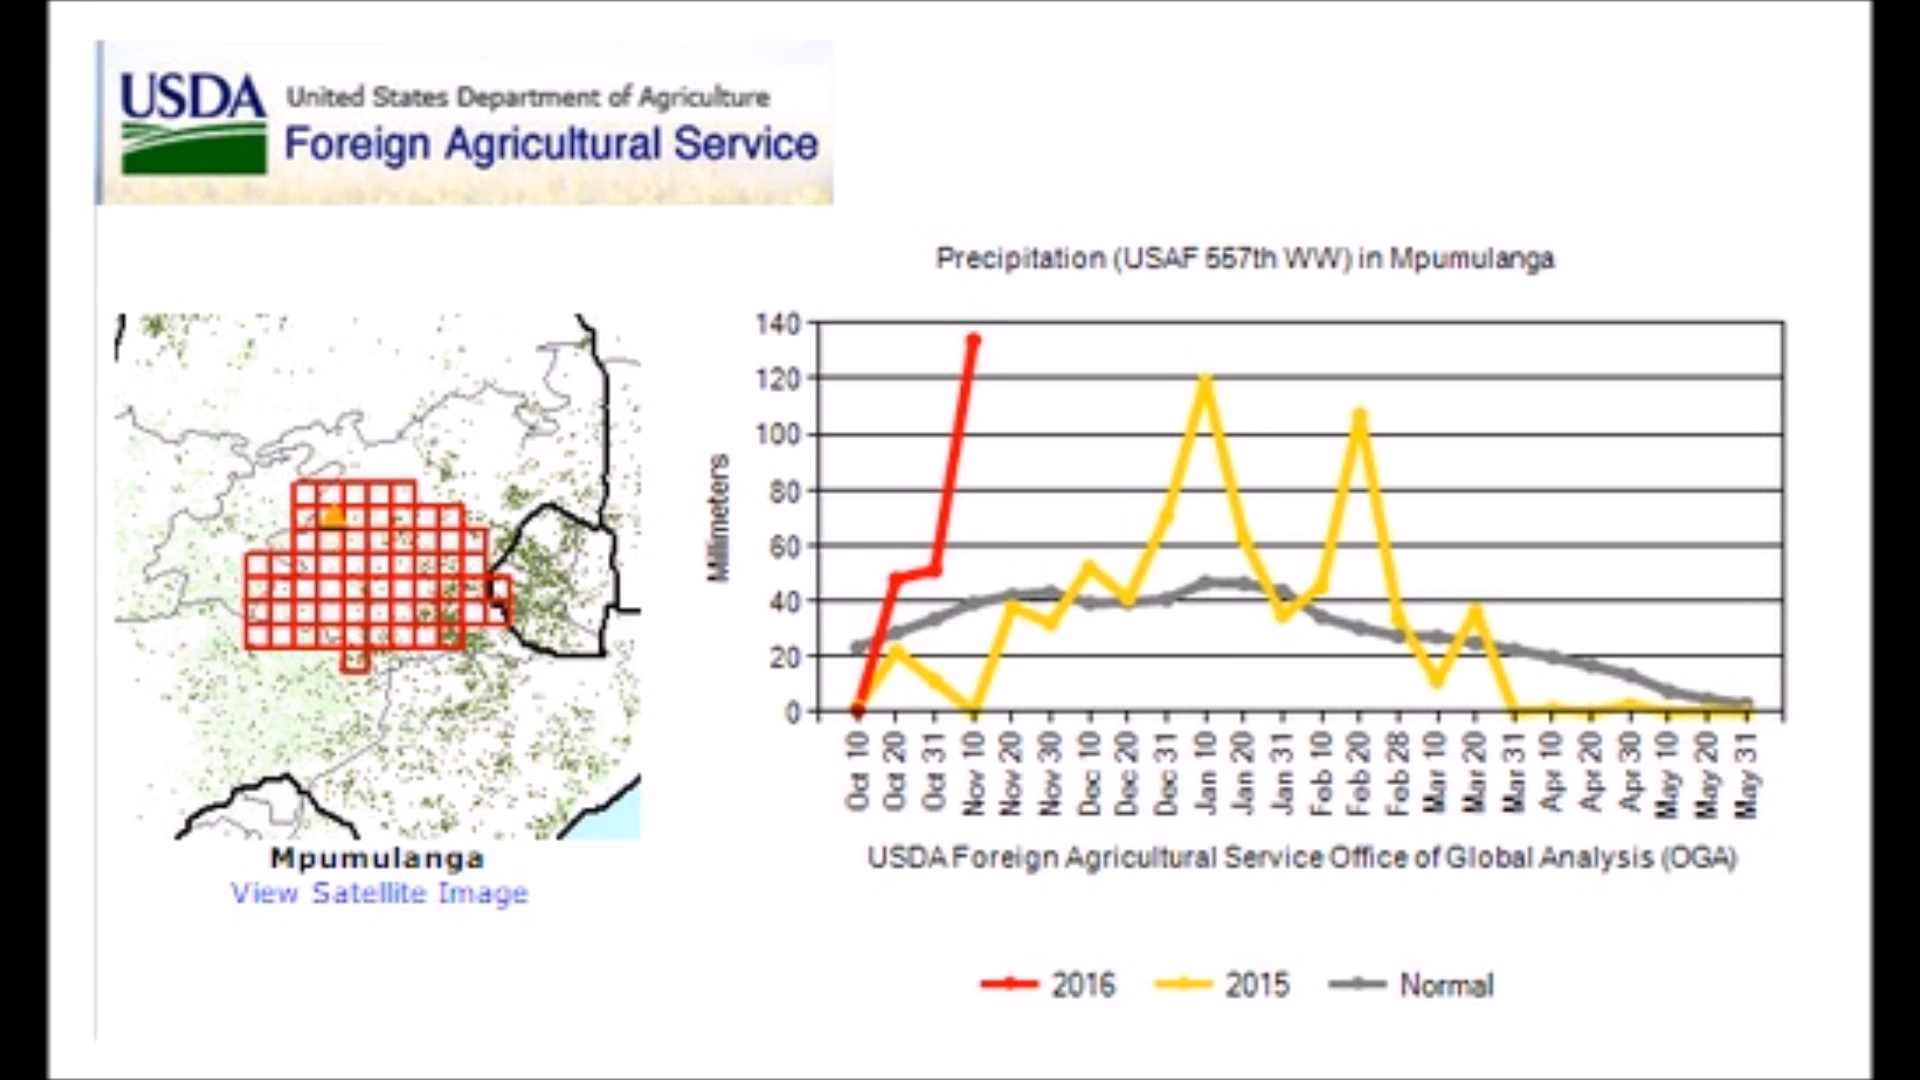 USDA
United States Department of Agriculture
Foreign Agricultural Service
Precipitation (USAF 557th WW) in Mpumulanga
Millimeters
140
120
100
80
60
40
20
0
Oct 10
Oct 20
Oct 31
Nov 10
Nov 20
Nov 30
Dec 10
Dec 20
Dec 31
Jan 10
Jan 20
Jan 31
Feb 10
Feb 20
Feb 28
Mar 10
Mar 20
Mar 31
Apr 10
Apr 20
Apr 30
May 10
May 20
May 31
USDA Foreign Agricultural Service Office of Global Analysis (OGA)
Mpumulanga
View Satellite Image
2016
2015
Normal